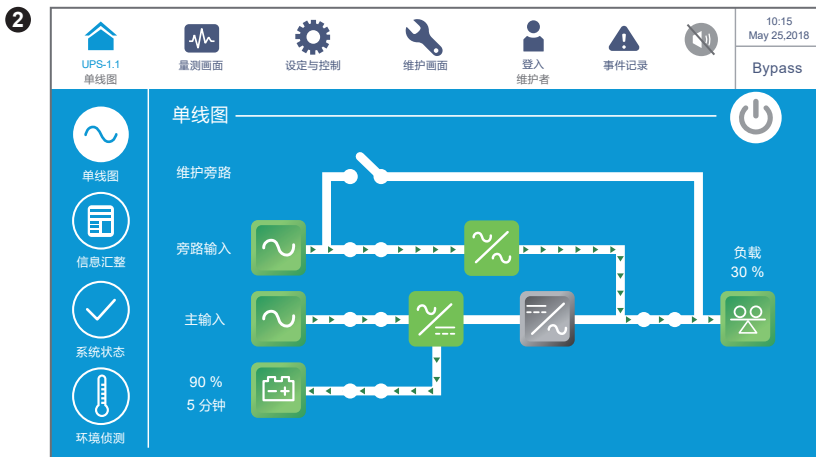 2
UPS-1.1
单线图
量测画面
设定与控制
维护画面
登入
维护者
事件记录
10:15
May 25,2018
Bypass
单线图
信息汇整
系统状态
环境侦测
单线图
维护旁路
旁路输入
主输入
90 %
5 分钟
负载
30 %